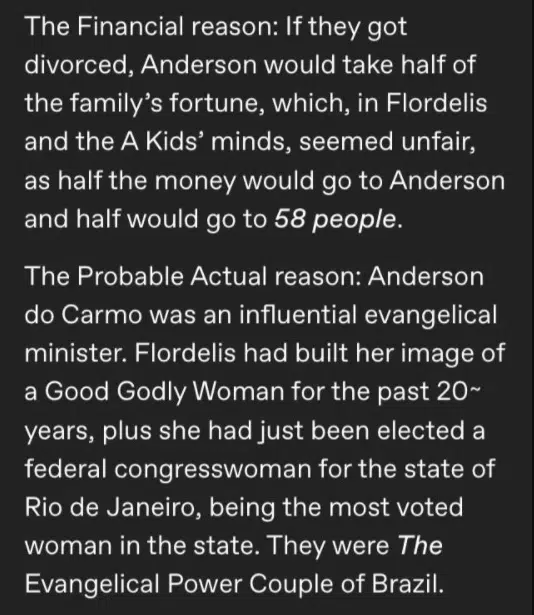 The Financial reason: If they got
divorced, Anderson would take half of
the family’s fortune, which, in Flordelis
and the A Kids’ minds, seemed unfair,
as half the money would go to Anderson
and half would go to 58 people.
The Probable Actual reason: Anderson
do Carmo was an influential evangelical
minister. Flordelis had built her image of
a Good Godly Woman for the past 20~
years, plus she had just been elected a
federal congresswoman for the state of
Rio de Janeiro, being the most voted
woman in the state. They were The
Evangelical Power Couple of Brazil.